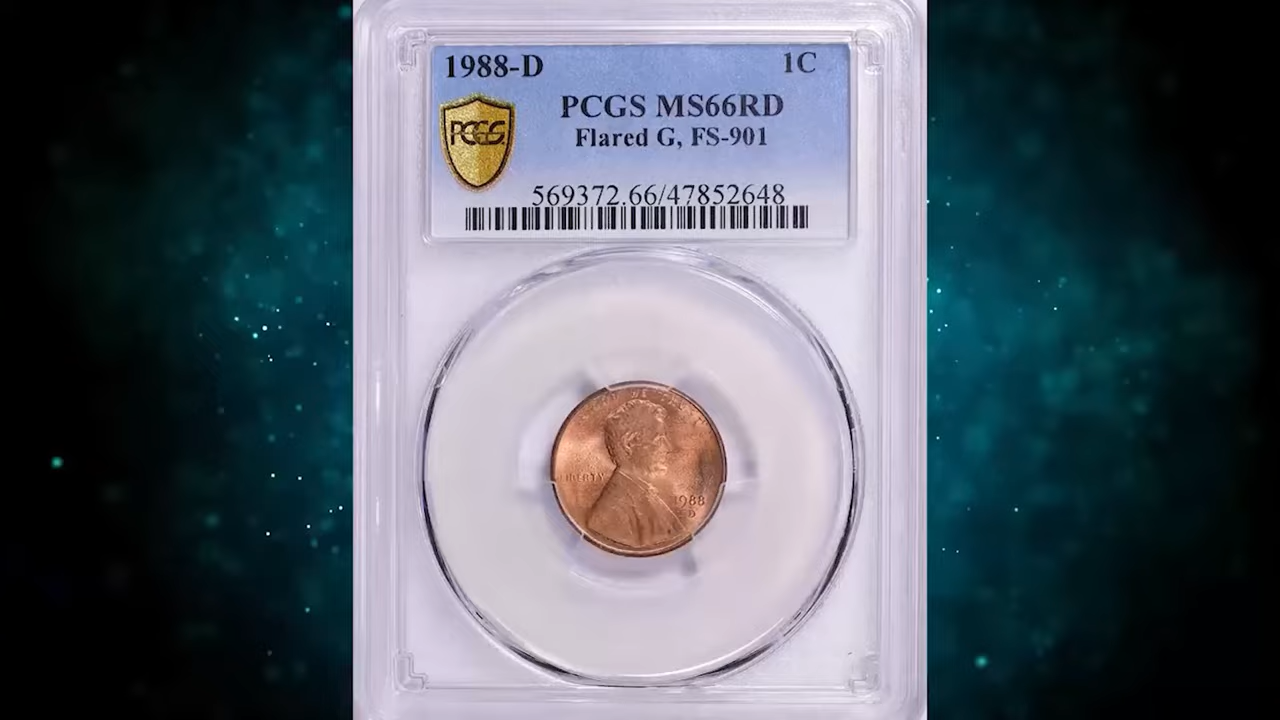 1988-D 1C
PCGS MS66RD
Flared G, FS-901
PCGS
569372.66/47852648
LIBERTY
1988
D